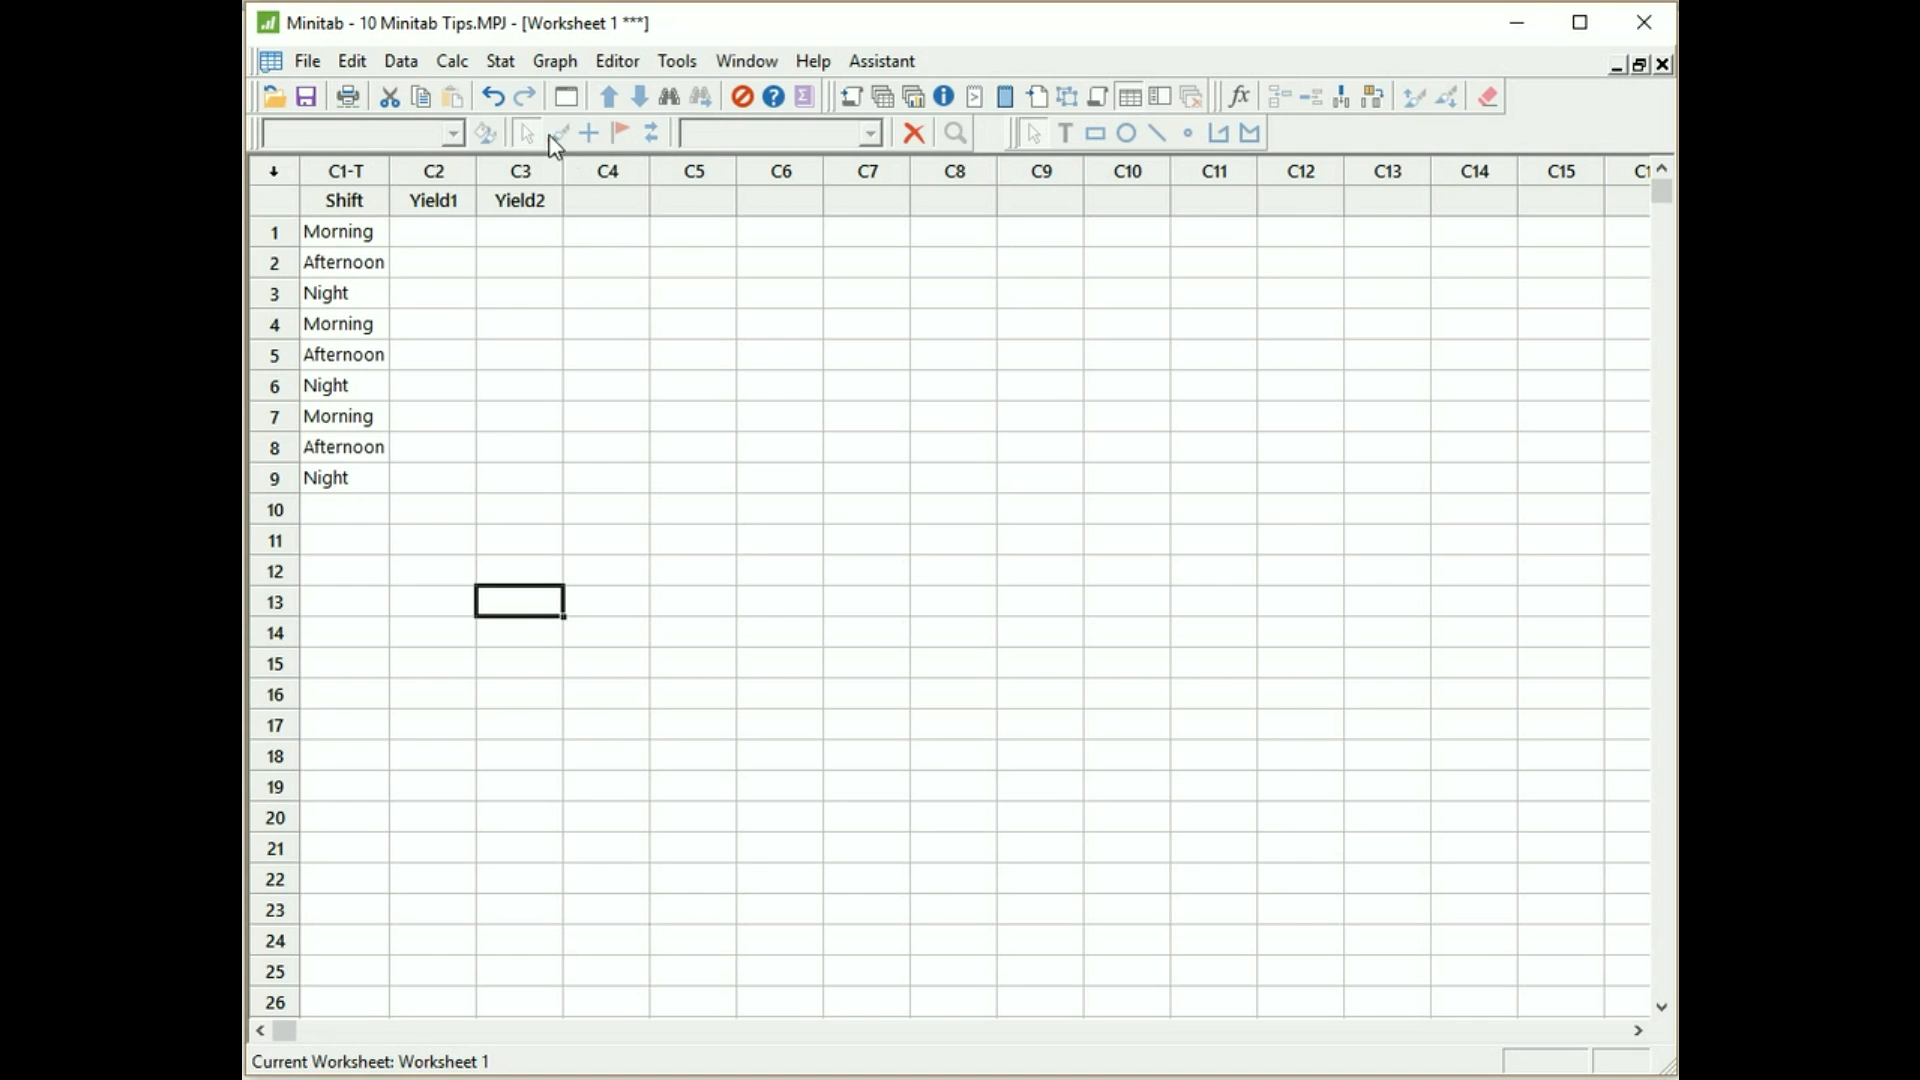 Minitab - 10 Minitab Tips.MPJ - [Worksheet 1 ***]
File Edit Data Calc Stat Graph Editor Tools Window Help Assistant
C1-T C2 C3 C4 C5 C6 C7 C8 C9 C10 C11 C12 C13 C14 C15
Shift Yield1 Yield2
1 Morning
2 Afternoon
3 Night
4 Morning
5 Afternoon
6 Night
7 Morning
8 Afternoon
9 Night
10
11
12
13
14
15
16
17
18
19
20
21
22
23
24
25
26
Current Worksheet: Worksheet 1